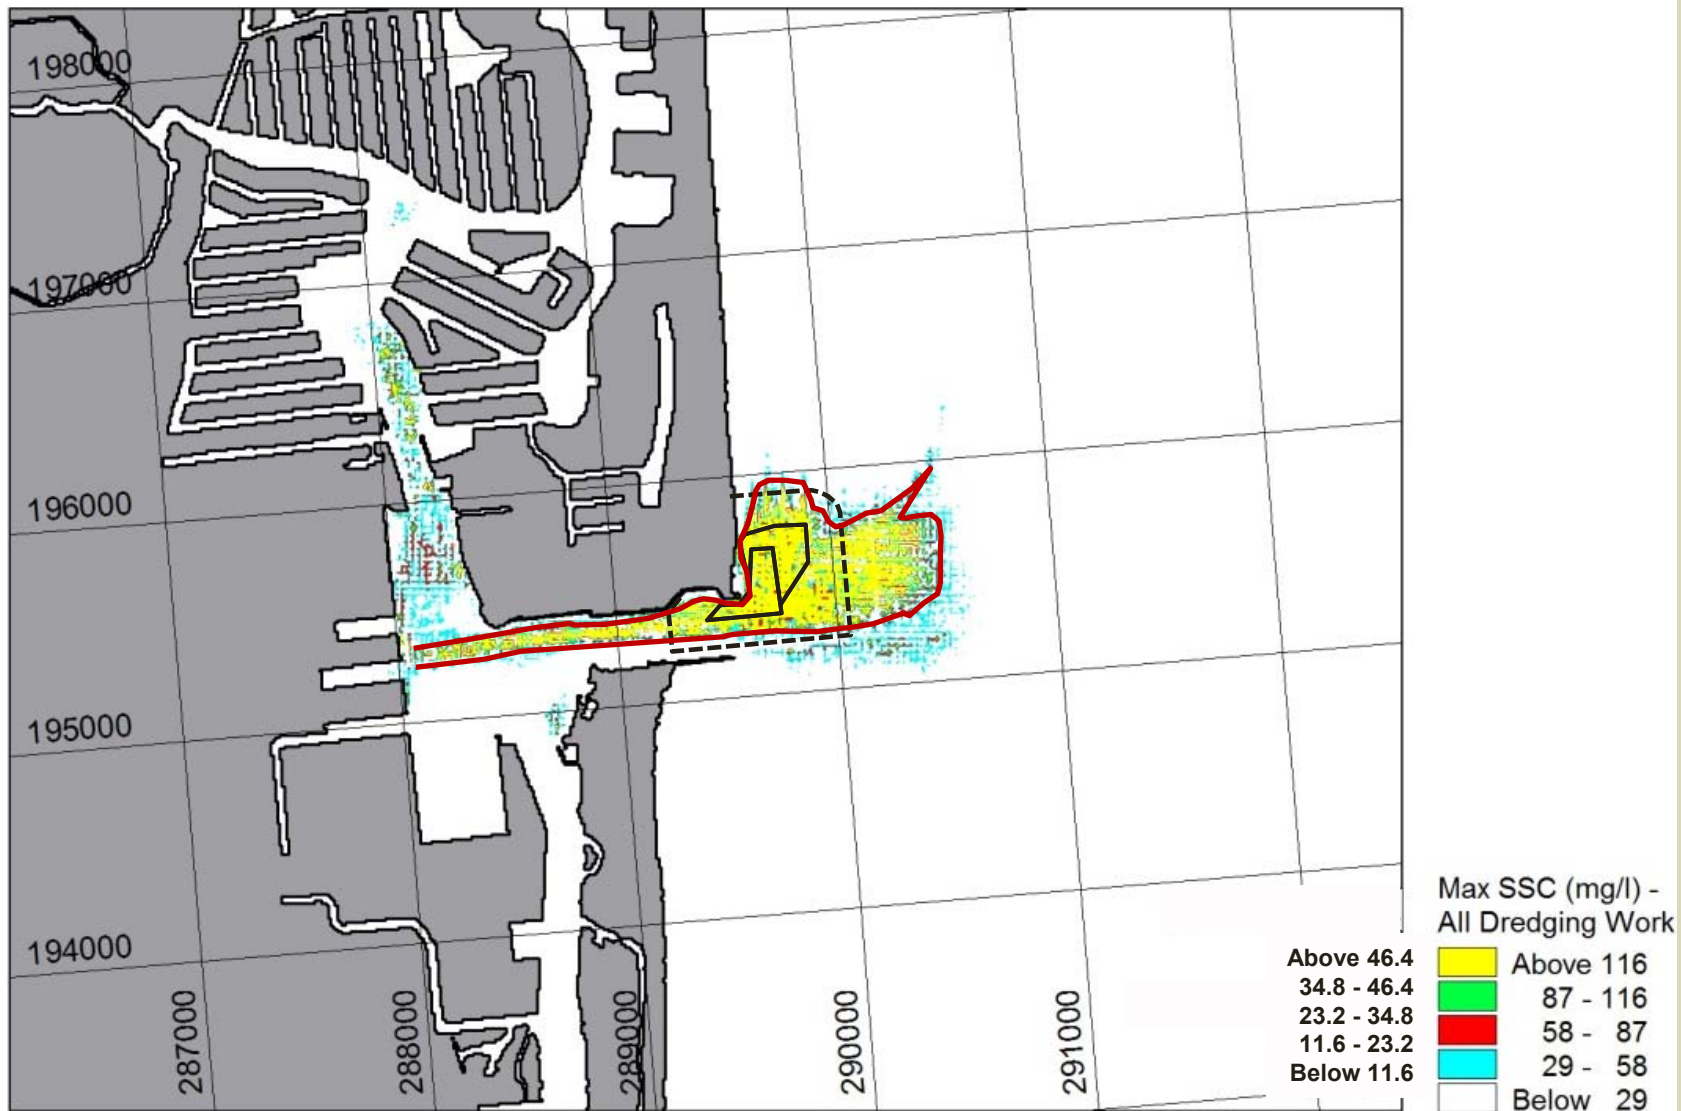 198000
197000
196000
195000
194000
287000
288000
289000
290000
291000
Max SSC (mg/l) -
All Dredging Work
Above 46.4 Above 116
34.8 - 46.4 87 - 116
23.2 - 34.8 58 - 87
11.6 - 23.2 29 - 58
Below 11.6 Below 29